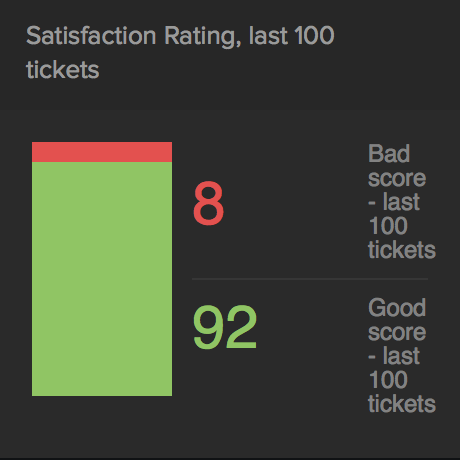 Satisfaction Rating, last 100
tickets
8
Bad
score
- last
100
tickets
92
Good
score
- last
100
tickets